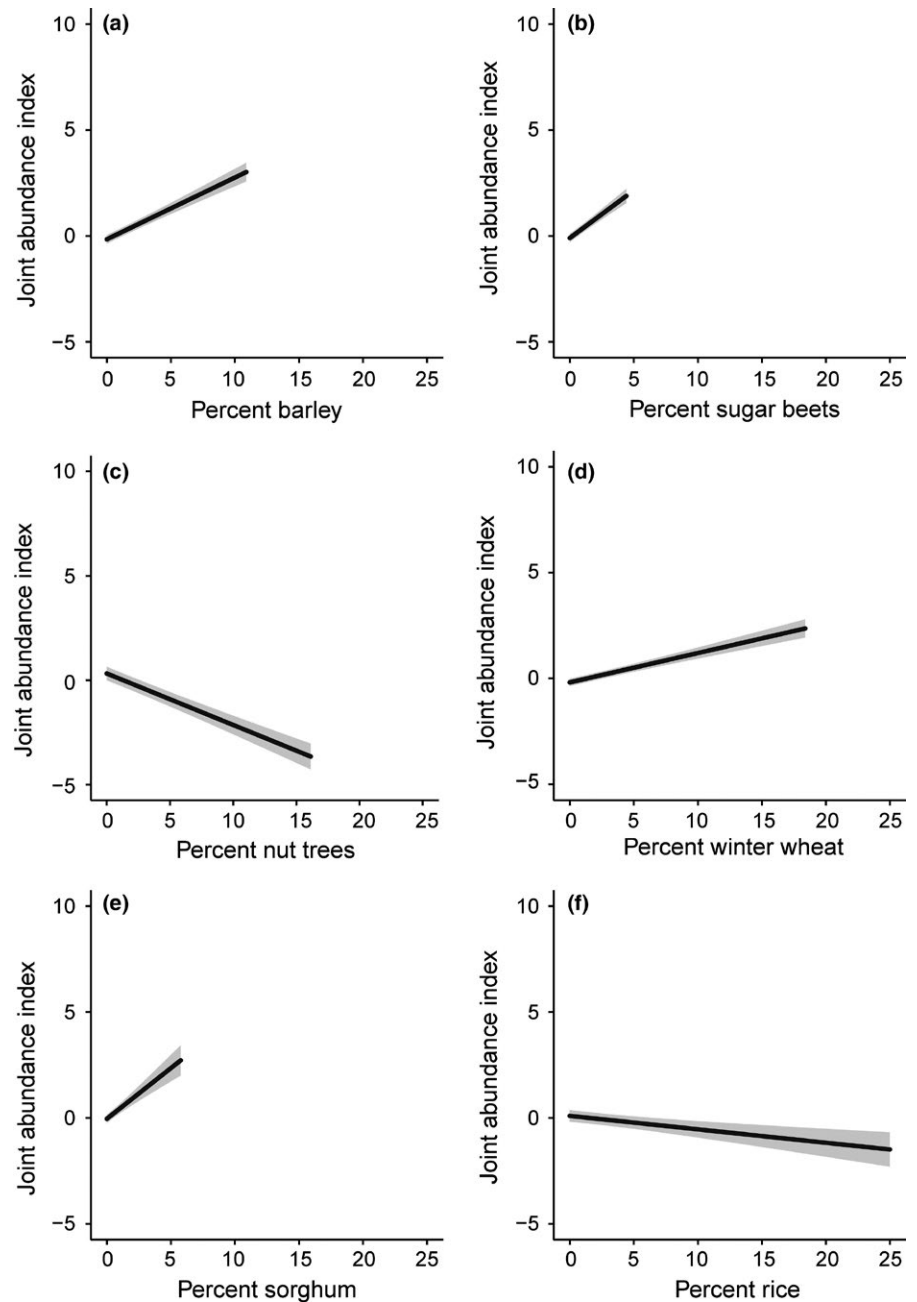 (a)
10
5
0
−5
Joint abundance index
0 5 10 15 20 25
Percent barley
(b)
10
5
0
−5
Joint abundance index
0 5 10 15 20 25
Percent sugar beets
(c)
10
5
0
−5
Joint abundance index
0 5 10 15 20 25
Percent nut trees
(d)
10
5
0
−5
Joint abundance index
0 5 10 15 20 25
Percent winter wheat
(e)
10
5
0
−5
Joint abundance index
0 5 10 15 20 25
Percent sorghum
(f)
10
5
0
−5
Joint abundance index
0 5 10 15 20 25
Percent rice